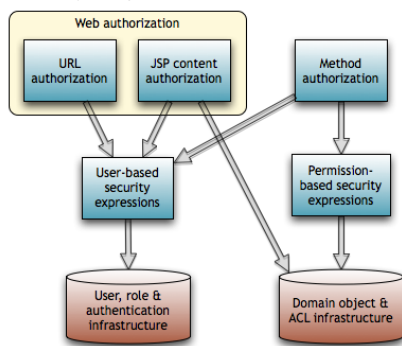 Web authorization
URL
authorization
JSP content
authorization
Method
authorization
User-based
security
expressions
Permission-
based security
expressions
User, role &
authentication
infrastructure
Domain object &
ACL infrastructure